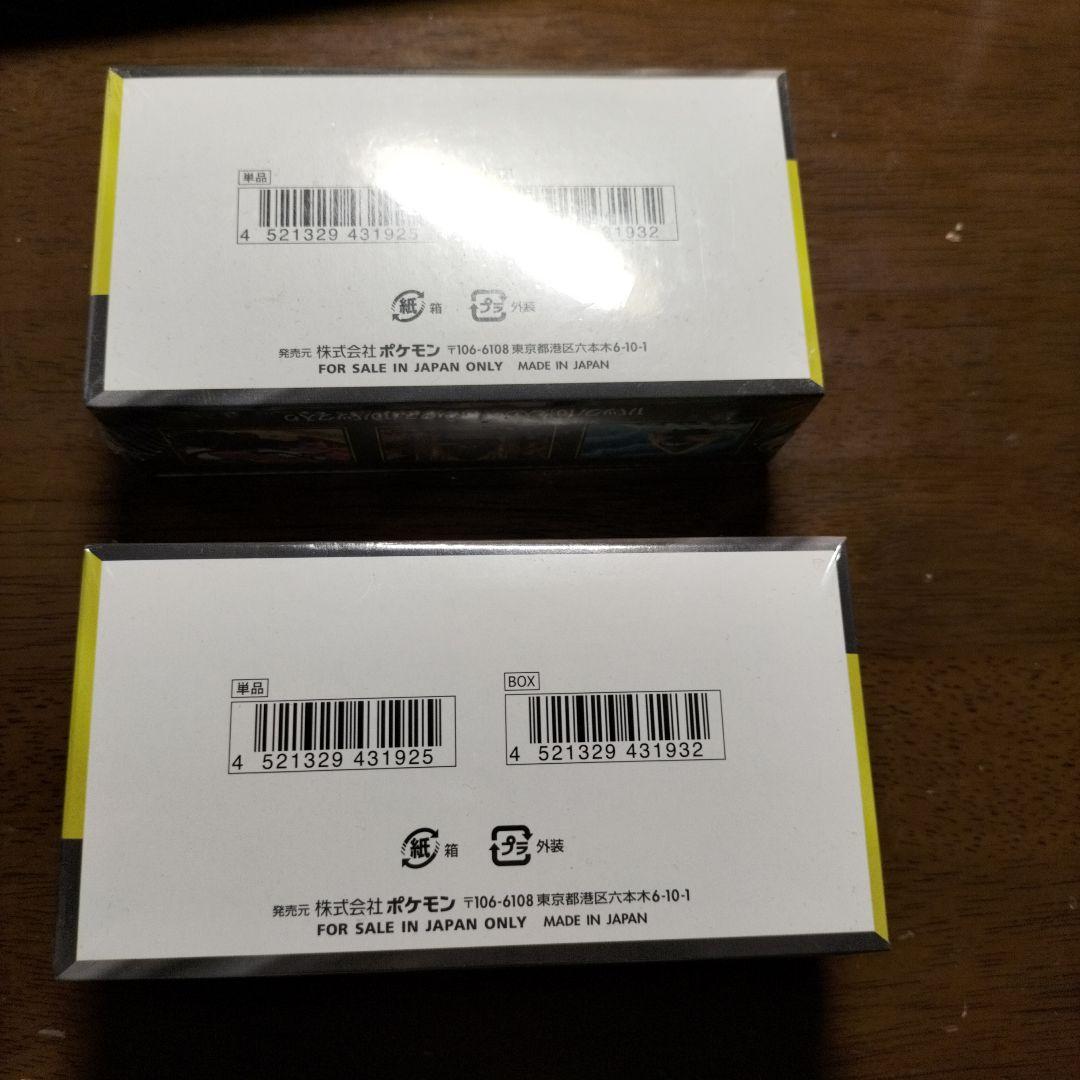 単品
4 521329 431925
31932
紙 箱 プラ 外装
発売元 株式会社ポケモン 〒106-6108 東京都港区六本木6-10-1
FOR SALE IN JAPAN ONLY MADE IN JAPAN
単品 BOX
4 521329 431925 4 521329 431932
紙 箱 プラ 外装
発売元 株式会社ポケモン 〒106-6108 東京都港区六本木6-10-1
FOR SALE IN JAPAN ONLY MADE IN JAPAN